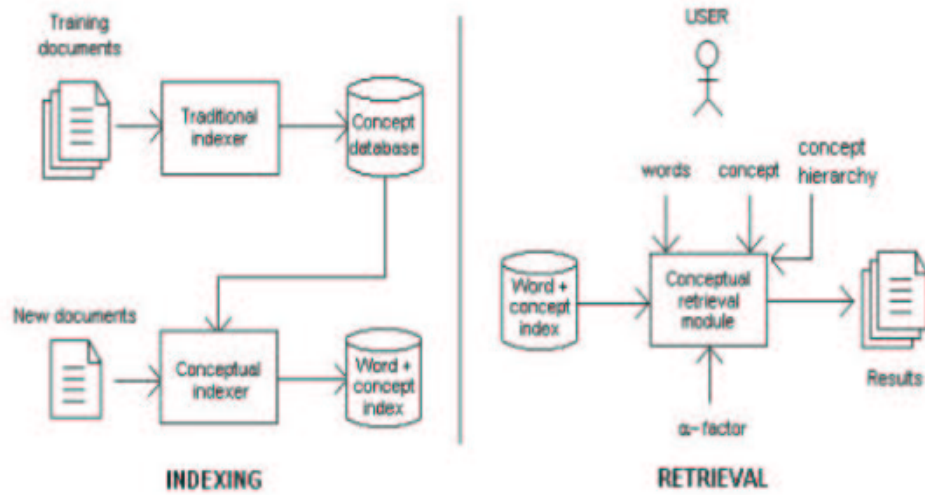 Training
documents
Traditional
indexer
Concept
database
New documents
Conceptual
indexer
Word +
concept
index
INDEXING
USER
words
concept
concept
hierarchy
Word +
concept
index
Conceptual
retrieval
module
Results
α-factor
RETRIEVAL